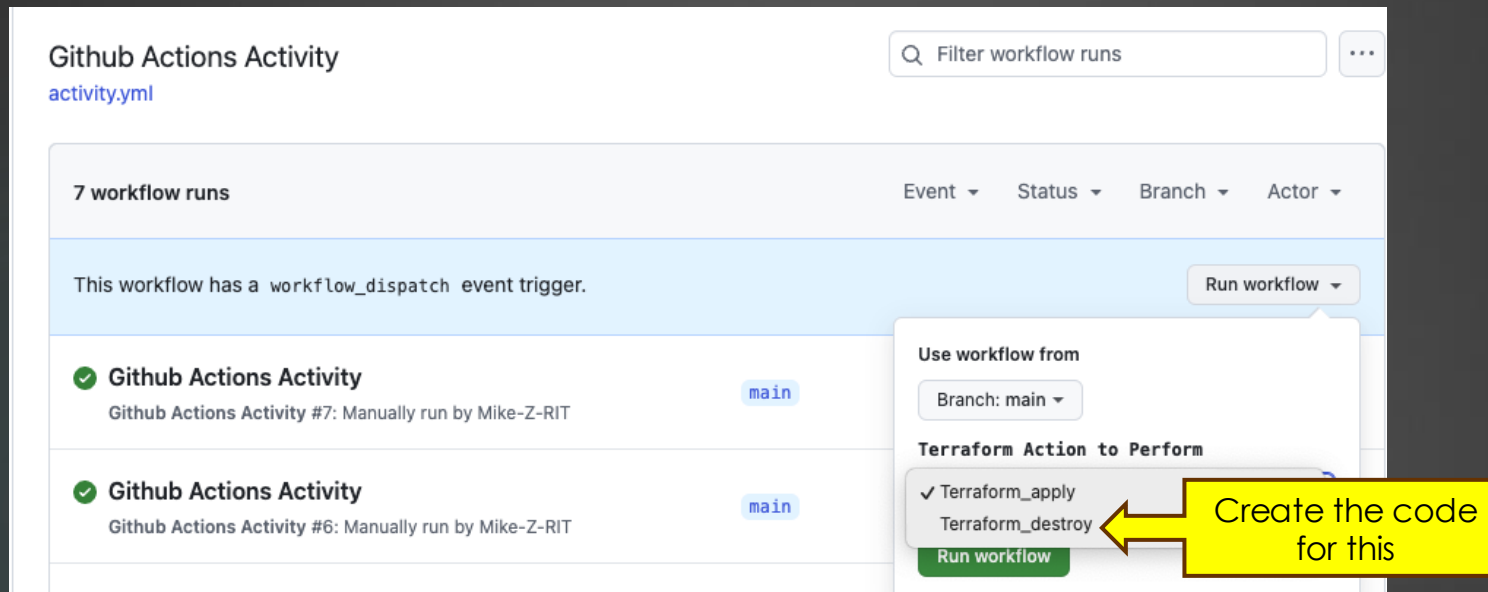 Github Actions Activity
activity.yml
Filter workflow runs
...
7 workflow runs
Event
Status
Branch
Actor
This workflow has a workflow_dispatch event trigger.
Run workflow
Github Actions Activity
Github Actions Activity #7: Manually run by Mike-Z-RIT
main
Github Actions Activity
Github Actions Activity #6: Manually run by Mike-Z-RIT
main
Use workflow from
Branch: main
Terraform Action to Perform
✓ Terraform_apply
Terraform_destroy
Run workflow
Create the code
for this